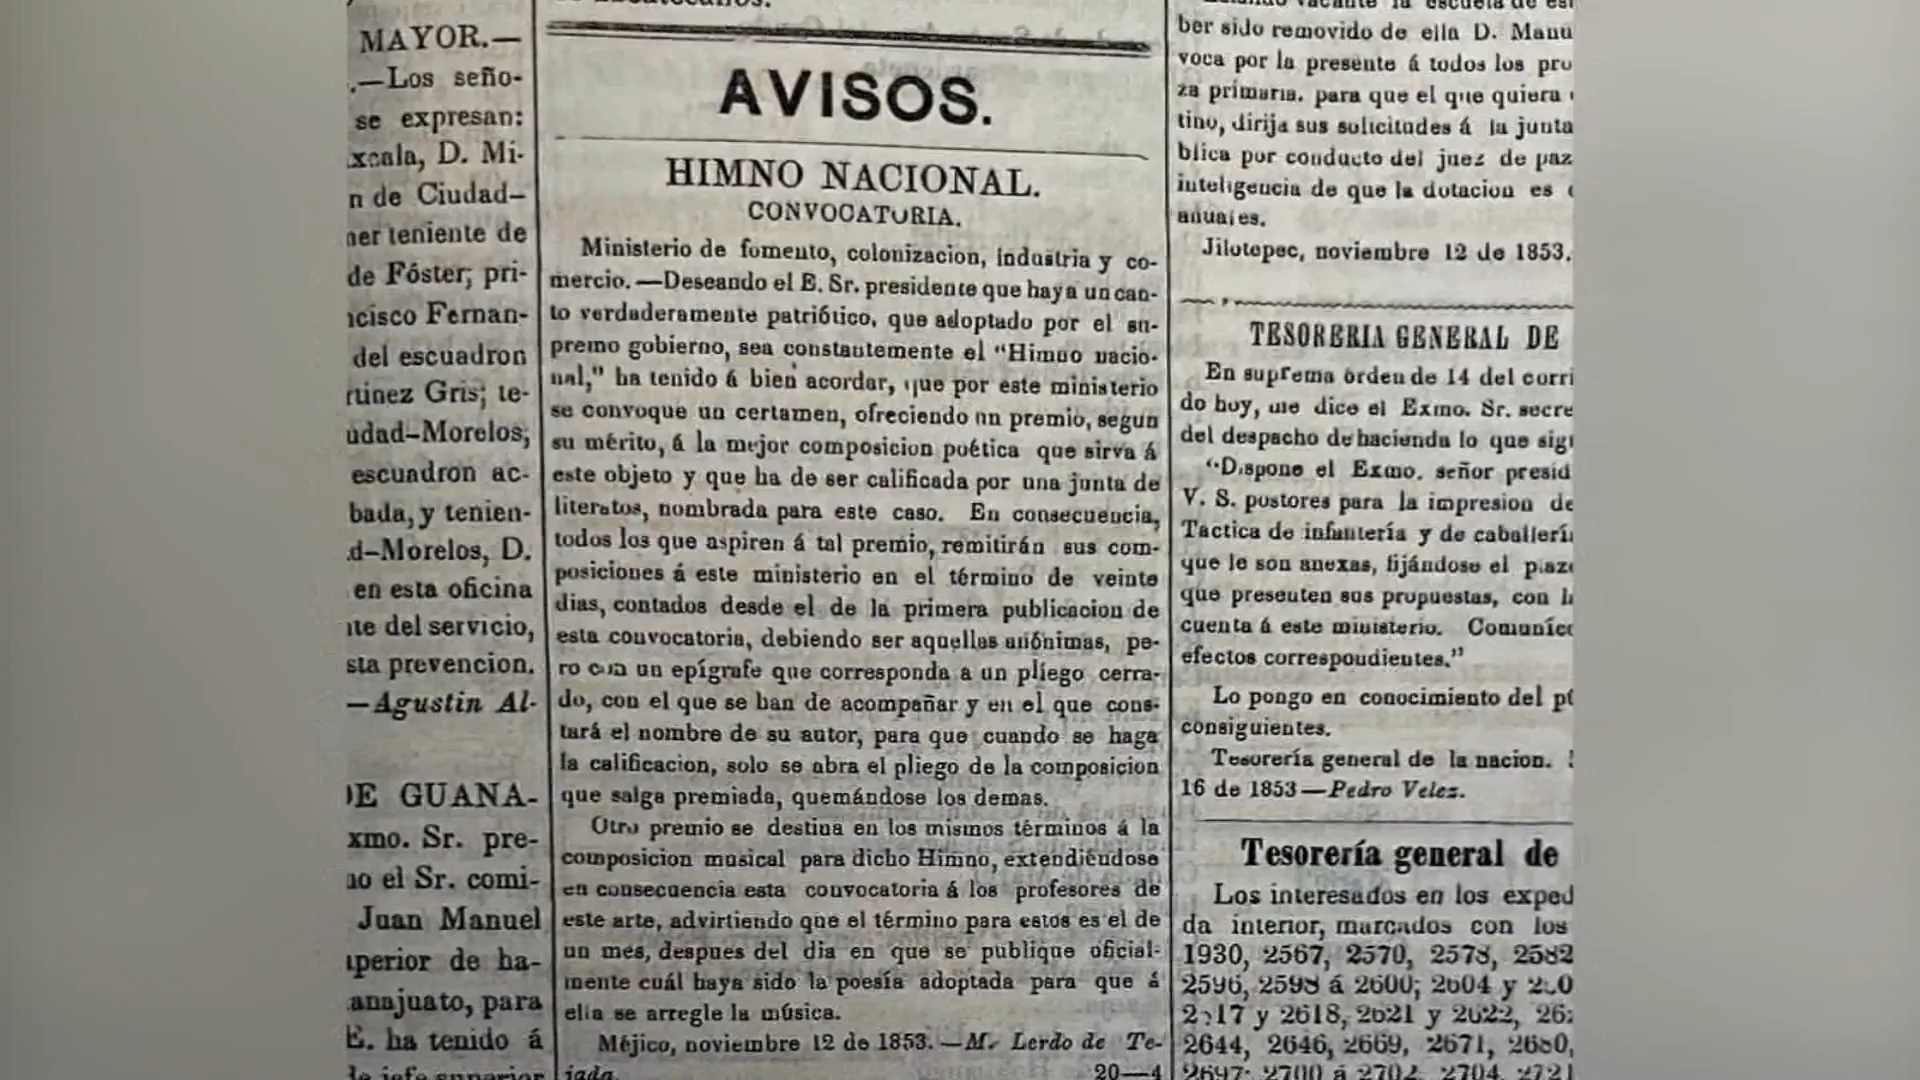 MAYOR.—
.—Los seño-
se expresan:
xcala, D. Mi-
n de Ciudad-
ner teniente de
de Fóster; pri-
ncisco Fernan-
del escuadron
rtinez Gris; te-
udad-Morelos;
escuadron ac-
bada, y tenien-
d-Morelos, D.
en esta oficina
nte del servicio,
sta prevencion.
—Agustin Al-
DE GUANA-
xmo. Sr. pre-
no el Sr. comi-
Juan Manuel
uperior de ha-
anajuato, para
E. ha tenido á
le jefe superior
AVISOS.
HIMNO NACIONAL.
CONVOCATORIA.
Ministerio de fomento, colonizacion, industria y co-
mercio.—Deseando el E. Sr. presidente que haya un can-
to verdaderamente patriótico, que adoptado por el su-
premo gobierno, sea constantemente el "Himno nacio-
nal," ha tenido á bien acordar, que por este ministerio
se convoque un certamen, ofreciendo un premio, segun
su mérito, á la mejor composicion poética que sirva á
este objeto y que ha de ser calificada por una junta de
literatos, nombrada para este caso. En consecuencia,
todos los que aspiren á tal premio, remitirán sus com-
posiciones á este ministerio en el término de veinte
dias, contados desde el de la primera publicacion de
esta convocatoria, debiendo ser aquellas anónimas, pe-
ro con un epígrafe que corresponda a un pliego cerra-
do, con el que se han de acompañar y en el que cons-
tará el nombre de su autor, para que cuando se haga
la calificacion, solo se abra el pliego de la composicion
que salga premiada, quemándose los demas.
Otro premio se destina en los mismos términos á la
composicion musical para dicho Himno, extendiéndose
en consecuencia esta convocatoria á los profesores de
este arte, advirtiendo que el término para estos es el de
un mes, despues del dia en que se publique oficial-
mente cuál haya sido la poesía adoptada para que á
ella se arregle la música.
Méjico, noviembre 12 de 1853.—M. Lerdo de Te-
jada. 20—4
ber sido removido de ella D. Manu
voca por la presente á todos los pro
za primaria, para que el que quiera
tino, dirija sus solicitudes á la junta
blica por conducto del juez de paz
inteligencia de que la dotacion es
anuales.
Jilotepec, noviembre 12 de 1853.
TESORERIA GENERAL DE
En suprema órden de 14 del corri
do hoy, me dice el Exmo. Sr. secre
del despacho de hacienda lo que sigu
"Dispone el Exmo. señor presid
V. S. postores para la impresion de
Tactica de infantería y de caballerí
que le son anexas, fijándose el plazo
que presenten sus propuestas, con l
cuenta á este ministerio. Comuníc
efectos correspondientes."
Lo pongo en conocimiento del pú
consiguientes.
Tesorería general de la nacion.
16 de 1853—Pedro Velez.
Tesorería general de
Los interesados en los exped
da interior, marcados con los
1930, 2567, 2570, 2578, 2582
2596, 2598 á 2600; 2604 y
y 2618, 2621 y 2622,
2644, 2646, 2669, 2671, 2680,
2697; 2700 á 2702, 2704, 2721